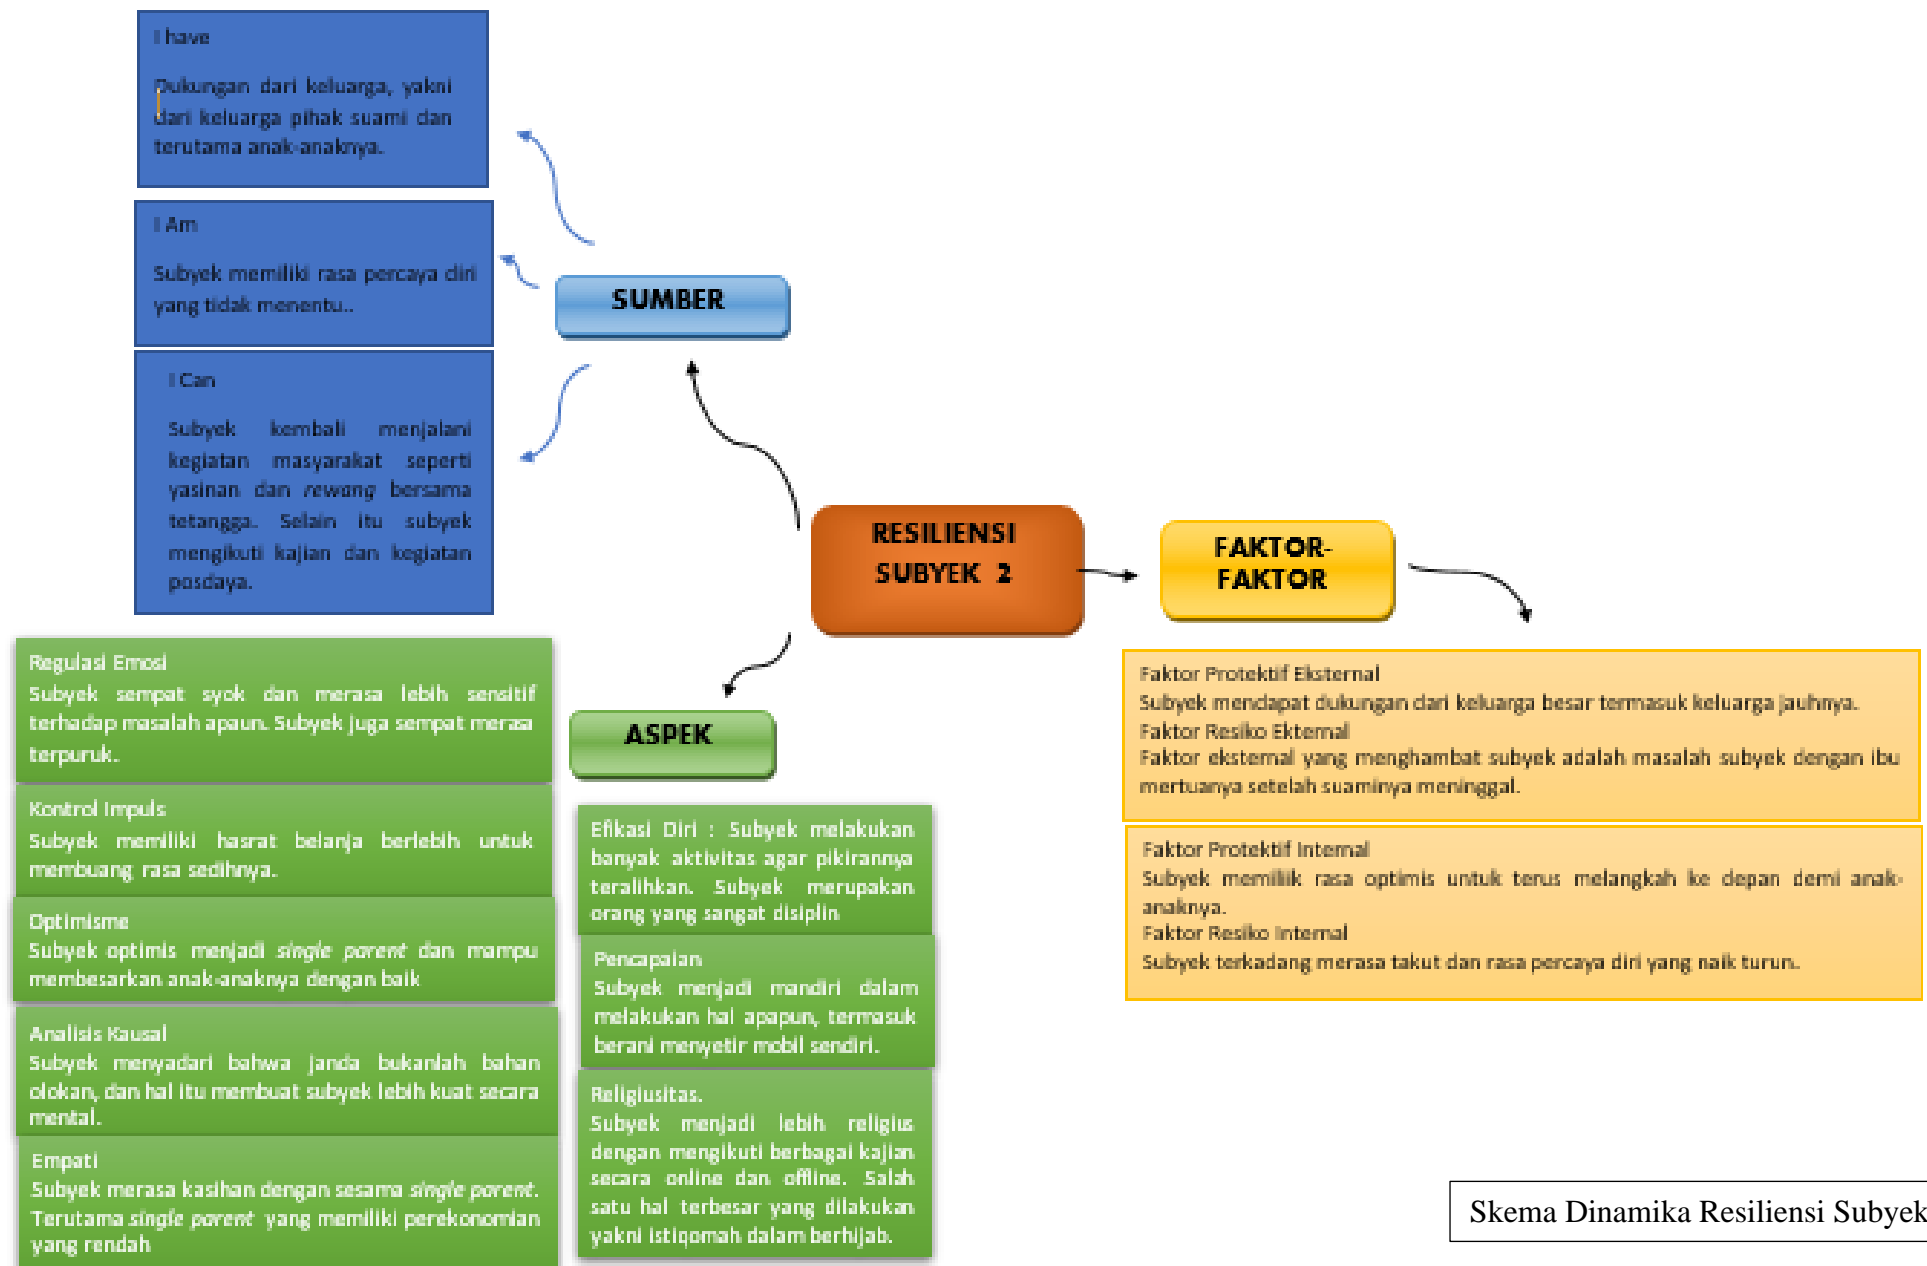 I have
Dukungan dari keluarga, yakni
dari keluarga pihak suami dan
terutama anak-anaknya.
I Am
Subyek memiliki rasa percaya diri
yang tidak menentu..
I Can
Subyek kembali menjalani
kegiatan masyarakat seperti
yasinan dan rewang bersama
tetangga. Selain itu subyek
mengikuti kajian dan kegiatan
posdaya.
SUMBER
RESILIENSI
SUBYEK 2
FAKTOR-
FAKTOR
Faktor Protektif Eksternal
Subyek mendapat dukungan dari keluarga besar termasuk keluarga jauhnya.
Faktor Resiko Ekternal
Faktor eksternal yang menghambat subyek adalah masalah subyek dengan ibu
mertuanya setelah suaminya meninggal.
Faktor Protektif Internal
Subyek memiliik rasa optimis untuk terus melangkah ke depan demi anak-
anaknya.
Faktor Resiko Internal
Subyek terkadang merasa takut dan rasa percaya diri yang naik turun.
ASPEK
Regulasi Emosi
Subyek sempat syok dan merasa lebih sensitif
terhadap masalah apaun. Subyek juga sempat merasa
terpuruk.
Kontrol Impuls
Subyek memiliki hasrat belanja berlebih untuk
membuang rasa sedihnya.
Optimisme
Subyek optimis menjadi single parent dan mampu
membesarkan anak-anaknya dengan baik
Analisis Kausal
Subyek menyadari bahwa janda bukanlah bahan
olokan, dan hal itu membuat subyek lebih kuat secara
mental.
Empati
Subyek merasa kasihan dengan sesama single parent.
Terutama single parent yang memiliki perekonomian
yang rendah
Efikasi Diri : Subyek melakukan
banyak aktivitas agar pikirannya
teralihkan. Subyek merupakan
orang yang sangat disiplin
Pencapaian
Subyek menjadi mandiri dalam
melakukan hal apapun, termasuk
berani menyetir mobil sendiri.
Religiusitas.
Subyek menjadi lebih religius
dengan mengikuti berbagai kajian
secara online dan offline. Salah
satu hal terbesar yang dilakukan
yakni istiqomah dalam berhijab.
Skema Dinamika Resiliensi Subyek